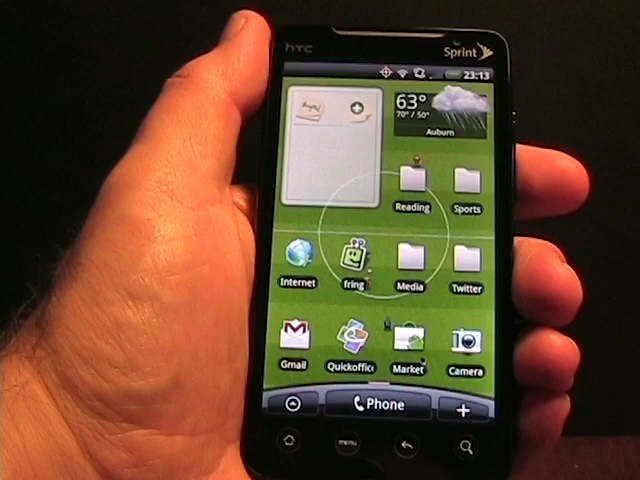 hTC
Sprint
23:13
63°
70° / 50°
Auburn
Reading
Sports
Internet
fring
Media
Twitter
Gmail
Quickoffic
Market
Camera
Phone
menu